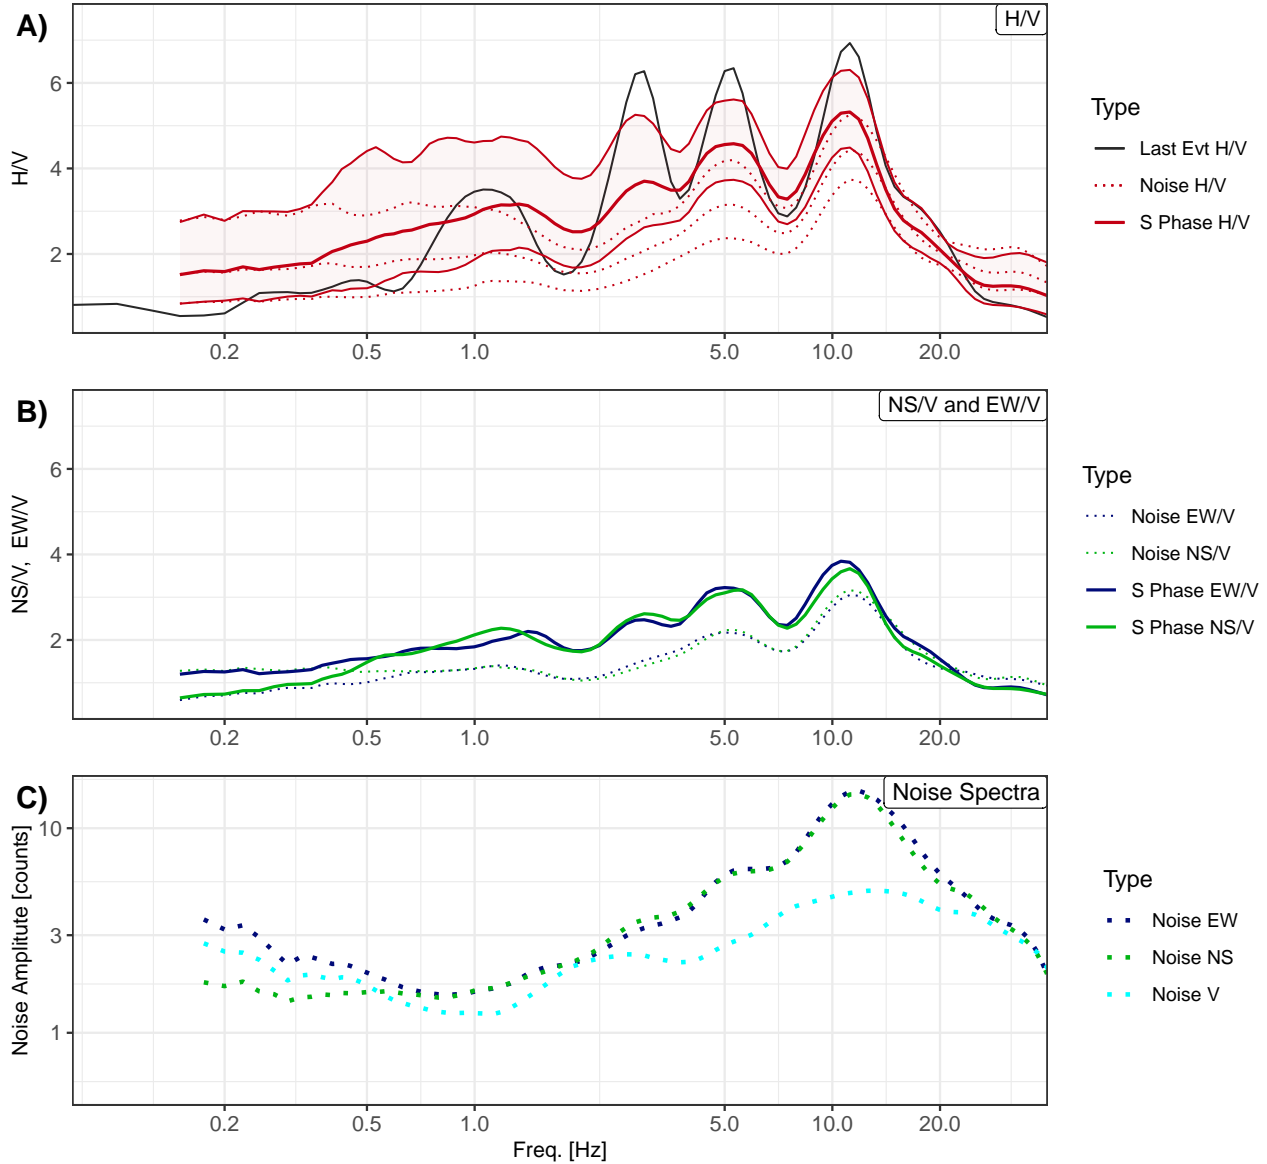 A)
H/V
H/V
6
4
2
0.2 0.5 1.0 5.0 10.0 20.0
Type
Last Evt H/V
Noise H/V
S Phase H/V
B)
NS/V and EW/V
NS/V, EW/V
6
4
2
0.2 0.5 1.0 5.0 10.0 20.0
Type
Noise EW/V
Noise NS/V
S Phase EW/V
S Phase NS/V
C)
Noise Spectra
Noise Amplitude [counts]
10
3
1
0.2 0.5 1.0 5.0 10.0 20.0
Freq. [Hz]
Type
Noise EW
Noise NS
Noise V